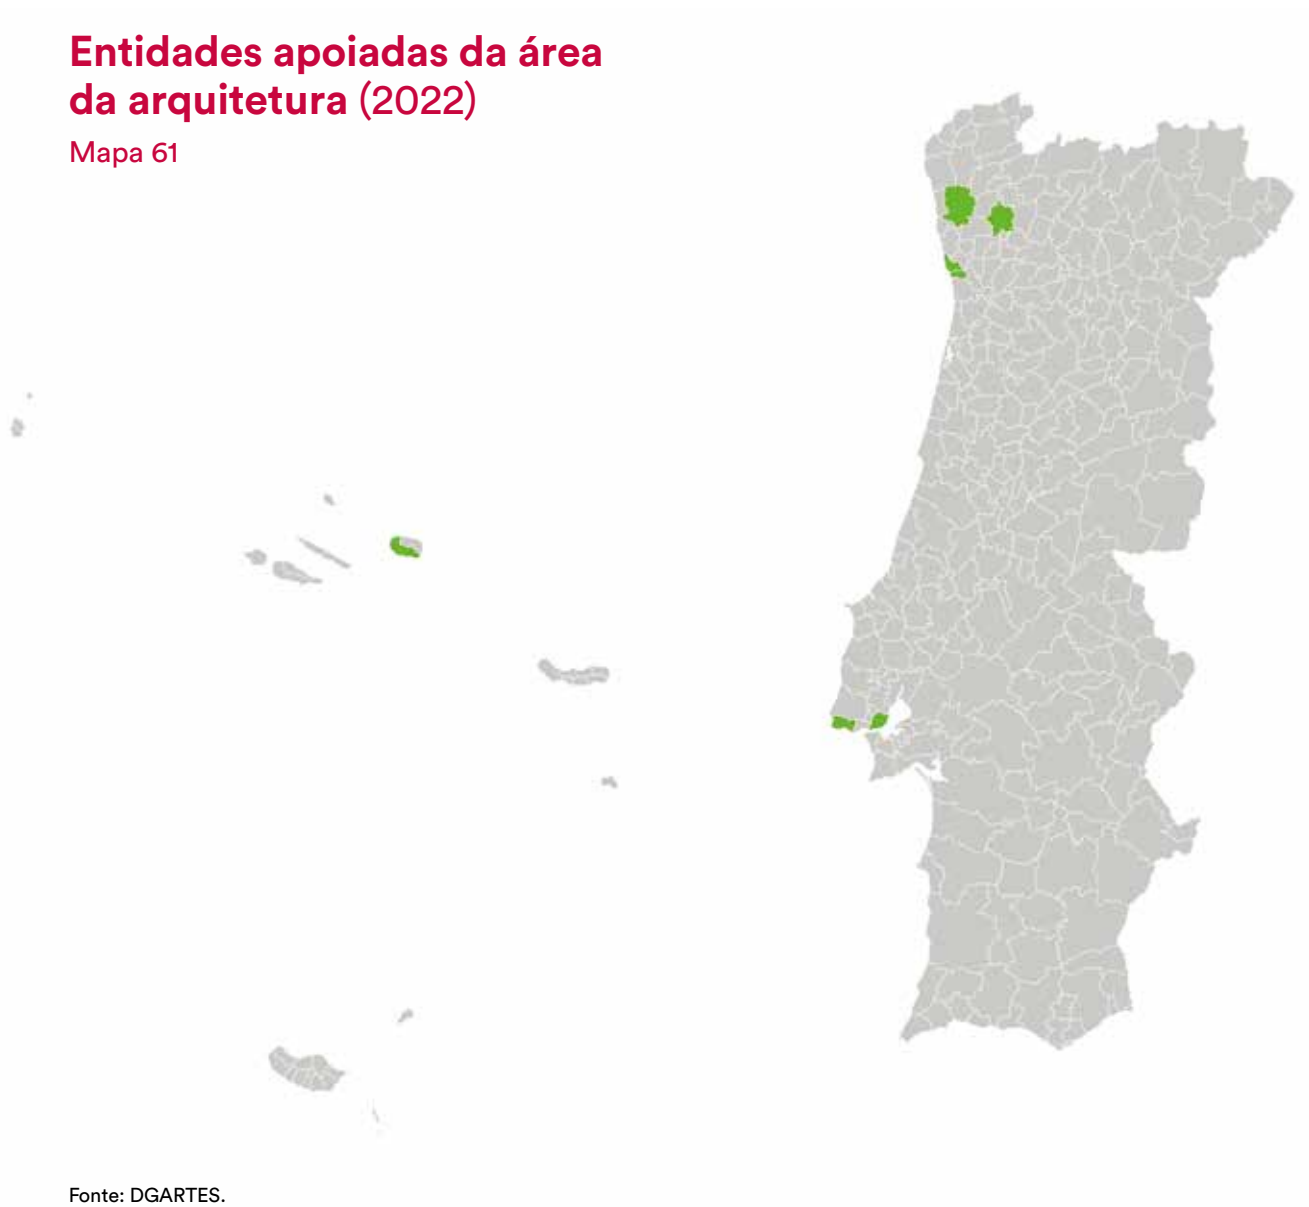 Entidades apoiadas da área
da arquitetura (2022)
Mapa 61
Fonte: DGARTES.